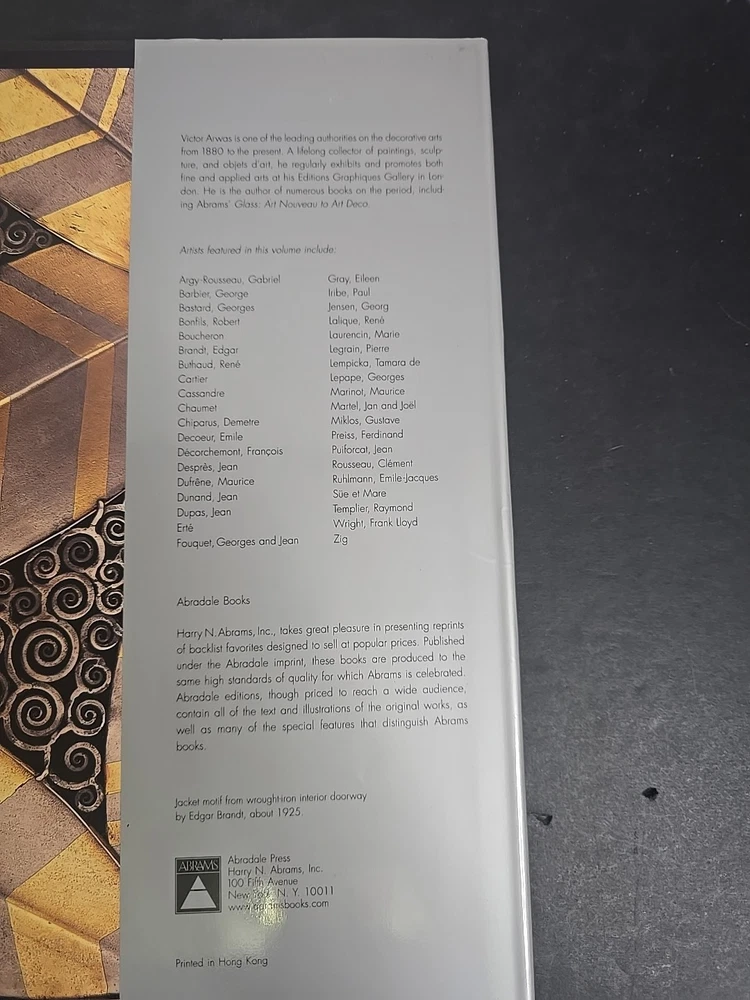 Victor Arwas is one of the leading authorities on the decorative arts
from 1880 to the present. A lifelong collector of paintings, sculp-
ture, and objets d'art, he regularly exhibits and promotes both
fine and applied arts at his Editions Graphiques Gallery in Lon-
don. He is the author of numerous books on the period, includ-
ing Abrams' Glass: Art Nouveau to Art Deco.
Artists featured in this volume include:
Argy-Rousseau, Gabriel
Barbier, George
Bastard, Georges
Bonfils, Robert
Boucheron
Brandt, Edgar
Buthaud, René
Cartier
Cassandre
Chaumet
Chiparus, Demetre
Decoeur, Emile
Décorchemont, François
Desprès, Jean
Dufrêne, Maurice
Dunand, Jean
Dupas, Jean
Erté
Fouquet, Georges and Jean
Gray, Eileen
Iribe, Paul
Jensen, Georg
Lalique, René
Laurencin, Marie
Legrain, Pierre
Lempicka, Tamara de
Lepape, Georges
Marinot, Maurice
Martel, Jan and Joël
Miklos, Gustave
Preiss, Ferdinand
Puiforcat, Jean
Rousseau, Clément
Ruhlmann, Emile-Jacques
Süe et Mare
Templier, Raymond
Wright, Frank Lloyd
Zig
Abradale Books
Harry N. Abrams, Inc., takes great pleasure in presenting reprints
of backlist favorites designed to sell at popular prices. Published
under the Abradale imprint, these books are produced to the
same high standards of quality for which Abrams is celebrated.
Abradale editions, though priced to reach a wide audience,
contain all of the text and illustrations of the original works, as
well as many of the special features that distinguish Abrams
books.
Jacket motif from wrought-iron interior doorway
by Edgar Brandt, about 1925
ABRAMS
Abradale Press
Harry N. Abrams, Inc.
100 Fifth Avenue
New York, N. Y. 10011
www.abramsbooks.com
Printed in Hong Kong